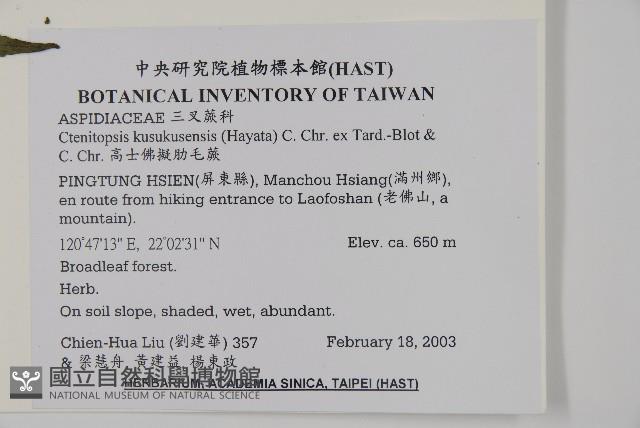 中央研究院植物標本館(HAST)
BOTANICAL INVENTORY OF TAIWAN
ASPIDIACEAE 三叉蕨科
Ctenitopsis kusukusensis (Hayata) C. Chr. ex Tard.-Blot &
C. Chr. 高士佛擬肋毛蕨
PINGTUNG HSIEN(屏東縣), Manchou Hsiang(滿州鄉),
en route from hiking entrance to Laofoshan (老佛山, a
mountain).
120°47'13" E, 22°02'31" N Elev. ca. 650 m
Broadleaf forest.
Herb.
On soil slope, shaded, wet, abundant.
Chien-Hua Liu (劉建華) 357 February 18, 2003
& 梁慧舟 黃建益 楊東政
HERBARIUM, ACADEMIA SINICA, TAIPEI (HAST)
國立自然科學博物館
NATIONAL MUSEUM OF NATURAL SCIENCE